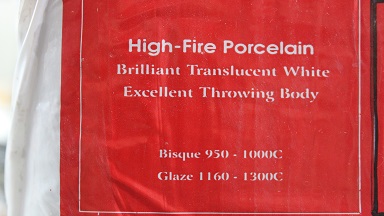 High-Fire Porcelain
Brilliant Translucent White
Excellent Throwing Body
Bisque 950 - 1000C
Glaze 1160 - 1300C